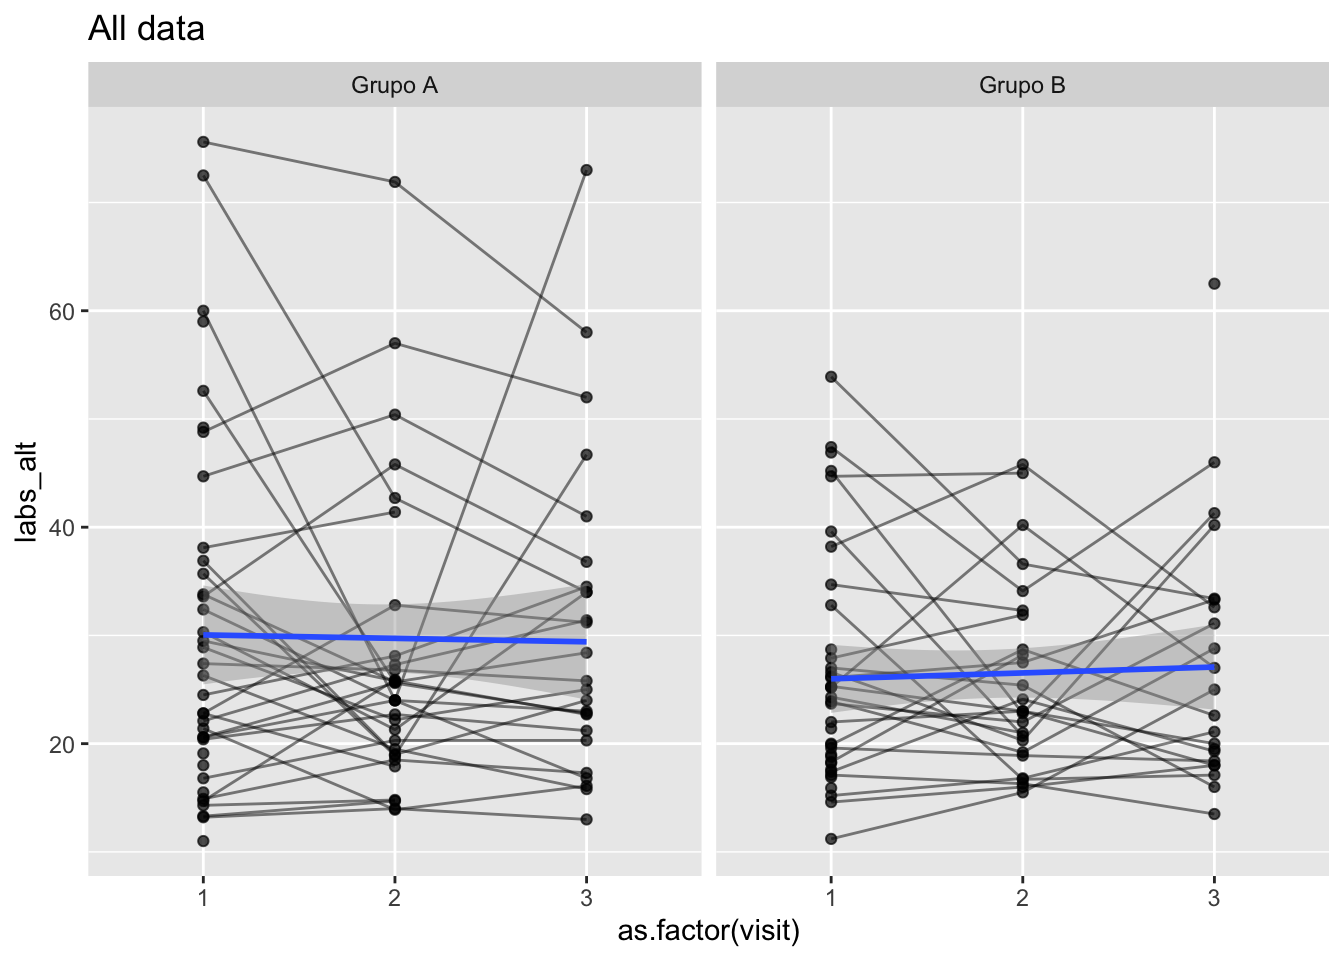 All data
Grupo A
Grupo B
labs_alt
60
40
20
1 2 3
1 2 3
as.factor(visit)